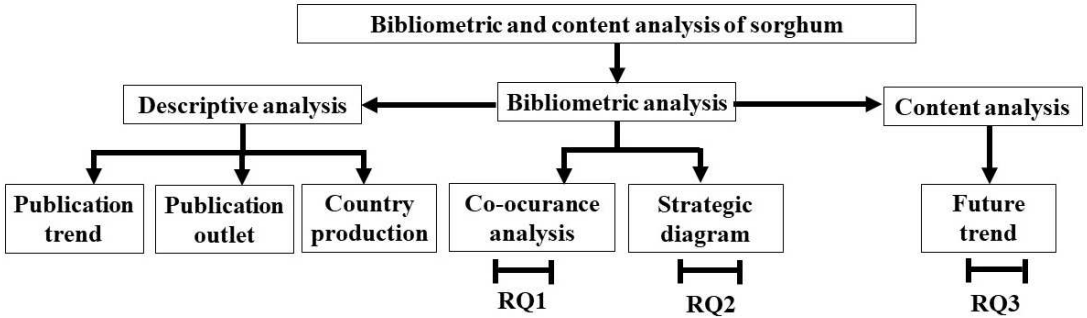 Bibliometric and content analysis of sorghum
Descriptive analysis
Bibliometric analysis
Content analysis
Publication
trend
Publication
outlet
Country
production
Co-ocurance
analysis
Strategic
diagram
Future
trend
RQ1
RQ2
RQ3